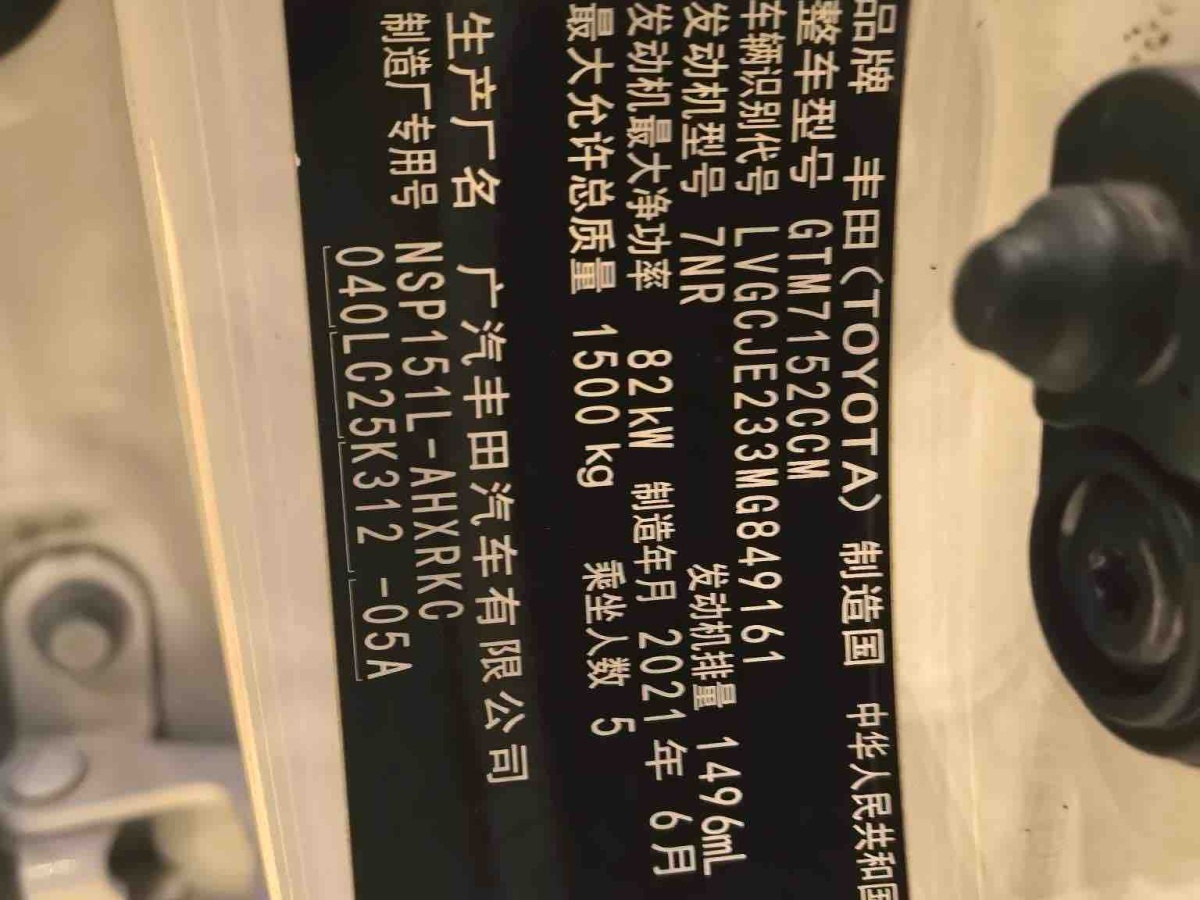 品牌 丰田(TOYOTA) 制造国 中华人民共和国
整车型号 GTM7152CCM
车辆识别代号 LVGCJE233MG849161
发动机型号 7NR 发动机排量 1496mL
发动机最大净功率 82kW 制造年月 2021年 6月
最大允许总质量 1500kg 乘坐人数 5
生产厂名 广汽丰田汽车有限公司
制造厂专用号 NSP151L-AHXRKC
040LC25K312 -05A